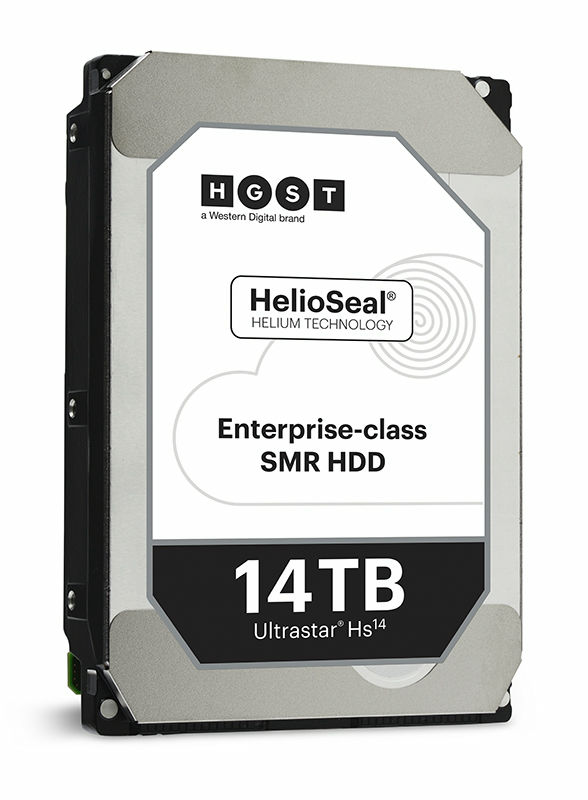 HGST
a Western Digital brand
HelioSeal®
HELIUM TECHNOLOGY
Enterprise-class
SMR HDD
14TB
Ultrastar® Hs¹⁴